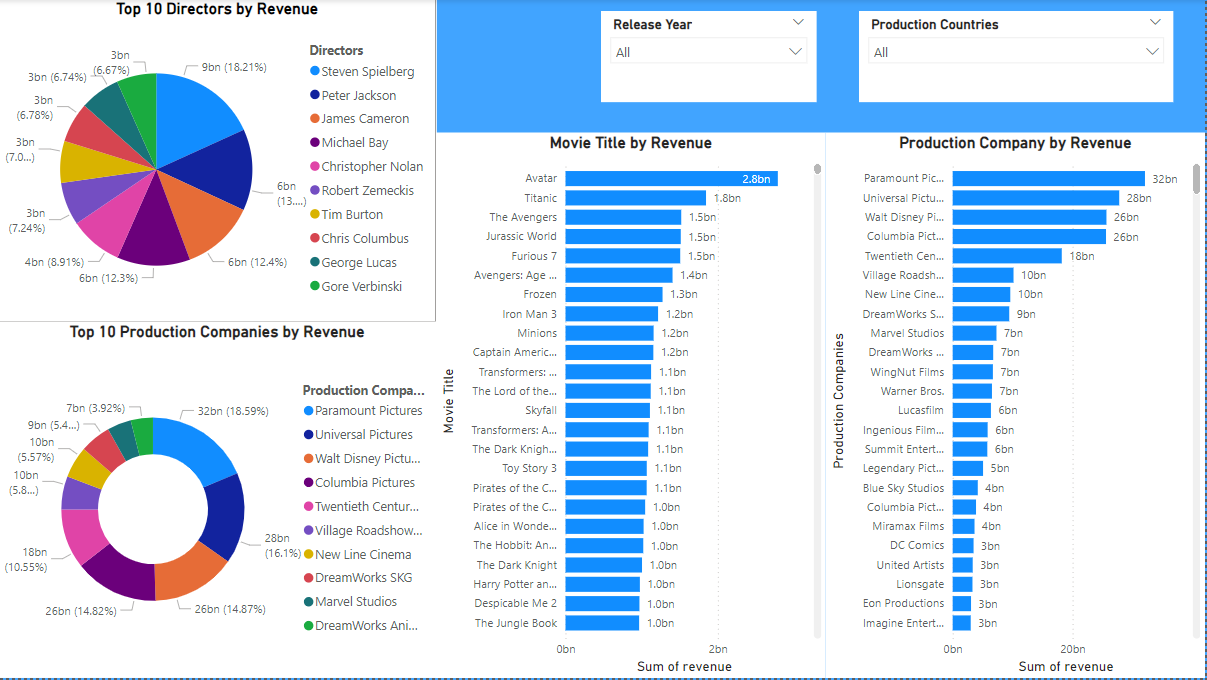 Top 10 Directors by Revenue
3bn
(6.67%)
9bn (18.21%)
3bn (6.74%)
3bn
(6.78%)
3bn
(7.0...)
6bn
(13....)
3bn
(7.24%)
4bn (8.91%)
6bn (12.4%)
6bn (12.3%)
Directors
Steven Spielberg
Peter Jackson
James Cameron
Michael Bay
Christopher Nolan
Robert Zemeckis
Tim Burton
Chris Columbus
George Lucas
Gore Verbinski
Release Year
All
Production Countries
All
Top 10 Production Companies by Revenue
7bn (3.92%)
32bn (18.59%)
9bn (5.4...)
10bn
(5.57%)
10bn
(5.8...)
28bn
(16.1%)
18bn
(10.55%)
26bn (14.82%)
26bn (14.87%)
Production Compa...
Paramount Pictures
Universal Pictures
Walt Disney Pictu...
Columbia Pictures
Twentieth Centur...
Village Roadshow...
New Line Cinema
DreamWorks SKG
Marvel Studios
DreamWorks Ani...
Movie Title by Revenue
Movie Title
Avatar 2.8bn
Titanic 1.8bn
The Avengers 1.5bn
Jurassic World 1.5bn
Furious 7 1.5bn
Avengers: Age ... 1.4bn
Frozen 1.3bn
Iron Man 3 1.2bn
Minions 1.2bn
Captain Americ... 1.2bn
Transformers: ... 1.1bn
The Lord of the... 1.1bn
Skyfall 1.1bn
Transformers: A... 1.1bn
The Dark Knigh... 1.1bn
Toy Story 3 1.1bn
Pirates of the C... 1.1bn
Pirates of the C... 1.0bn
Alice in Wonde... 1.0bn
The Hobbit: An... 1.0bn
The Dark Knight 1.0bn
Harry Potter an... 1.0bn
Despicable Me 2 1.0bn
The Jungle Book 1.0bn
0bn 2bn
Sum of revenue
Production Company by Revenue
Production Companies
Paramount Pic... 32bn
Universal Pictu... 28bn
Walt Disney Pi... 26bn
Columbia Pict... 26bn
Twentieth Cen... 18bn
Village Roadsh... 10bn
New Line Cine... 10bn
DreamWorks S... 9bn
Marvel Studios 7bn
DreamWorks ... 7bn
WingNut Films 7bn
Warner Bros. 7bn
Lucasfilm 6bn
Ingenious Film... 6bn
Summit Entert... 6bn
Legendary Pict... 5bn
Blue Sky Studios 4bn
Columbia Pict... 4bn
Miramax Films 4bn
DC Comics 3bn
United Artists 3bn
Lionsgate 3bn
Eon Productions 3bn
Imagine Entert... 3bn
0bn 20bn
Sum of revenue